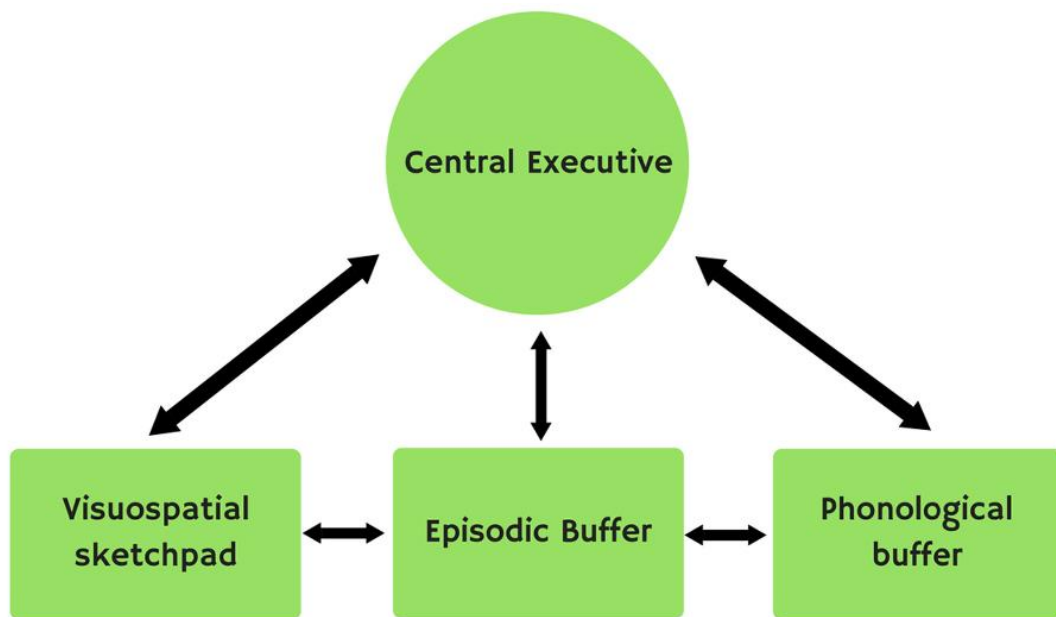 Central Executive
Visuospatial
sketchpad
Episodic Buffer
Phonological
buffer